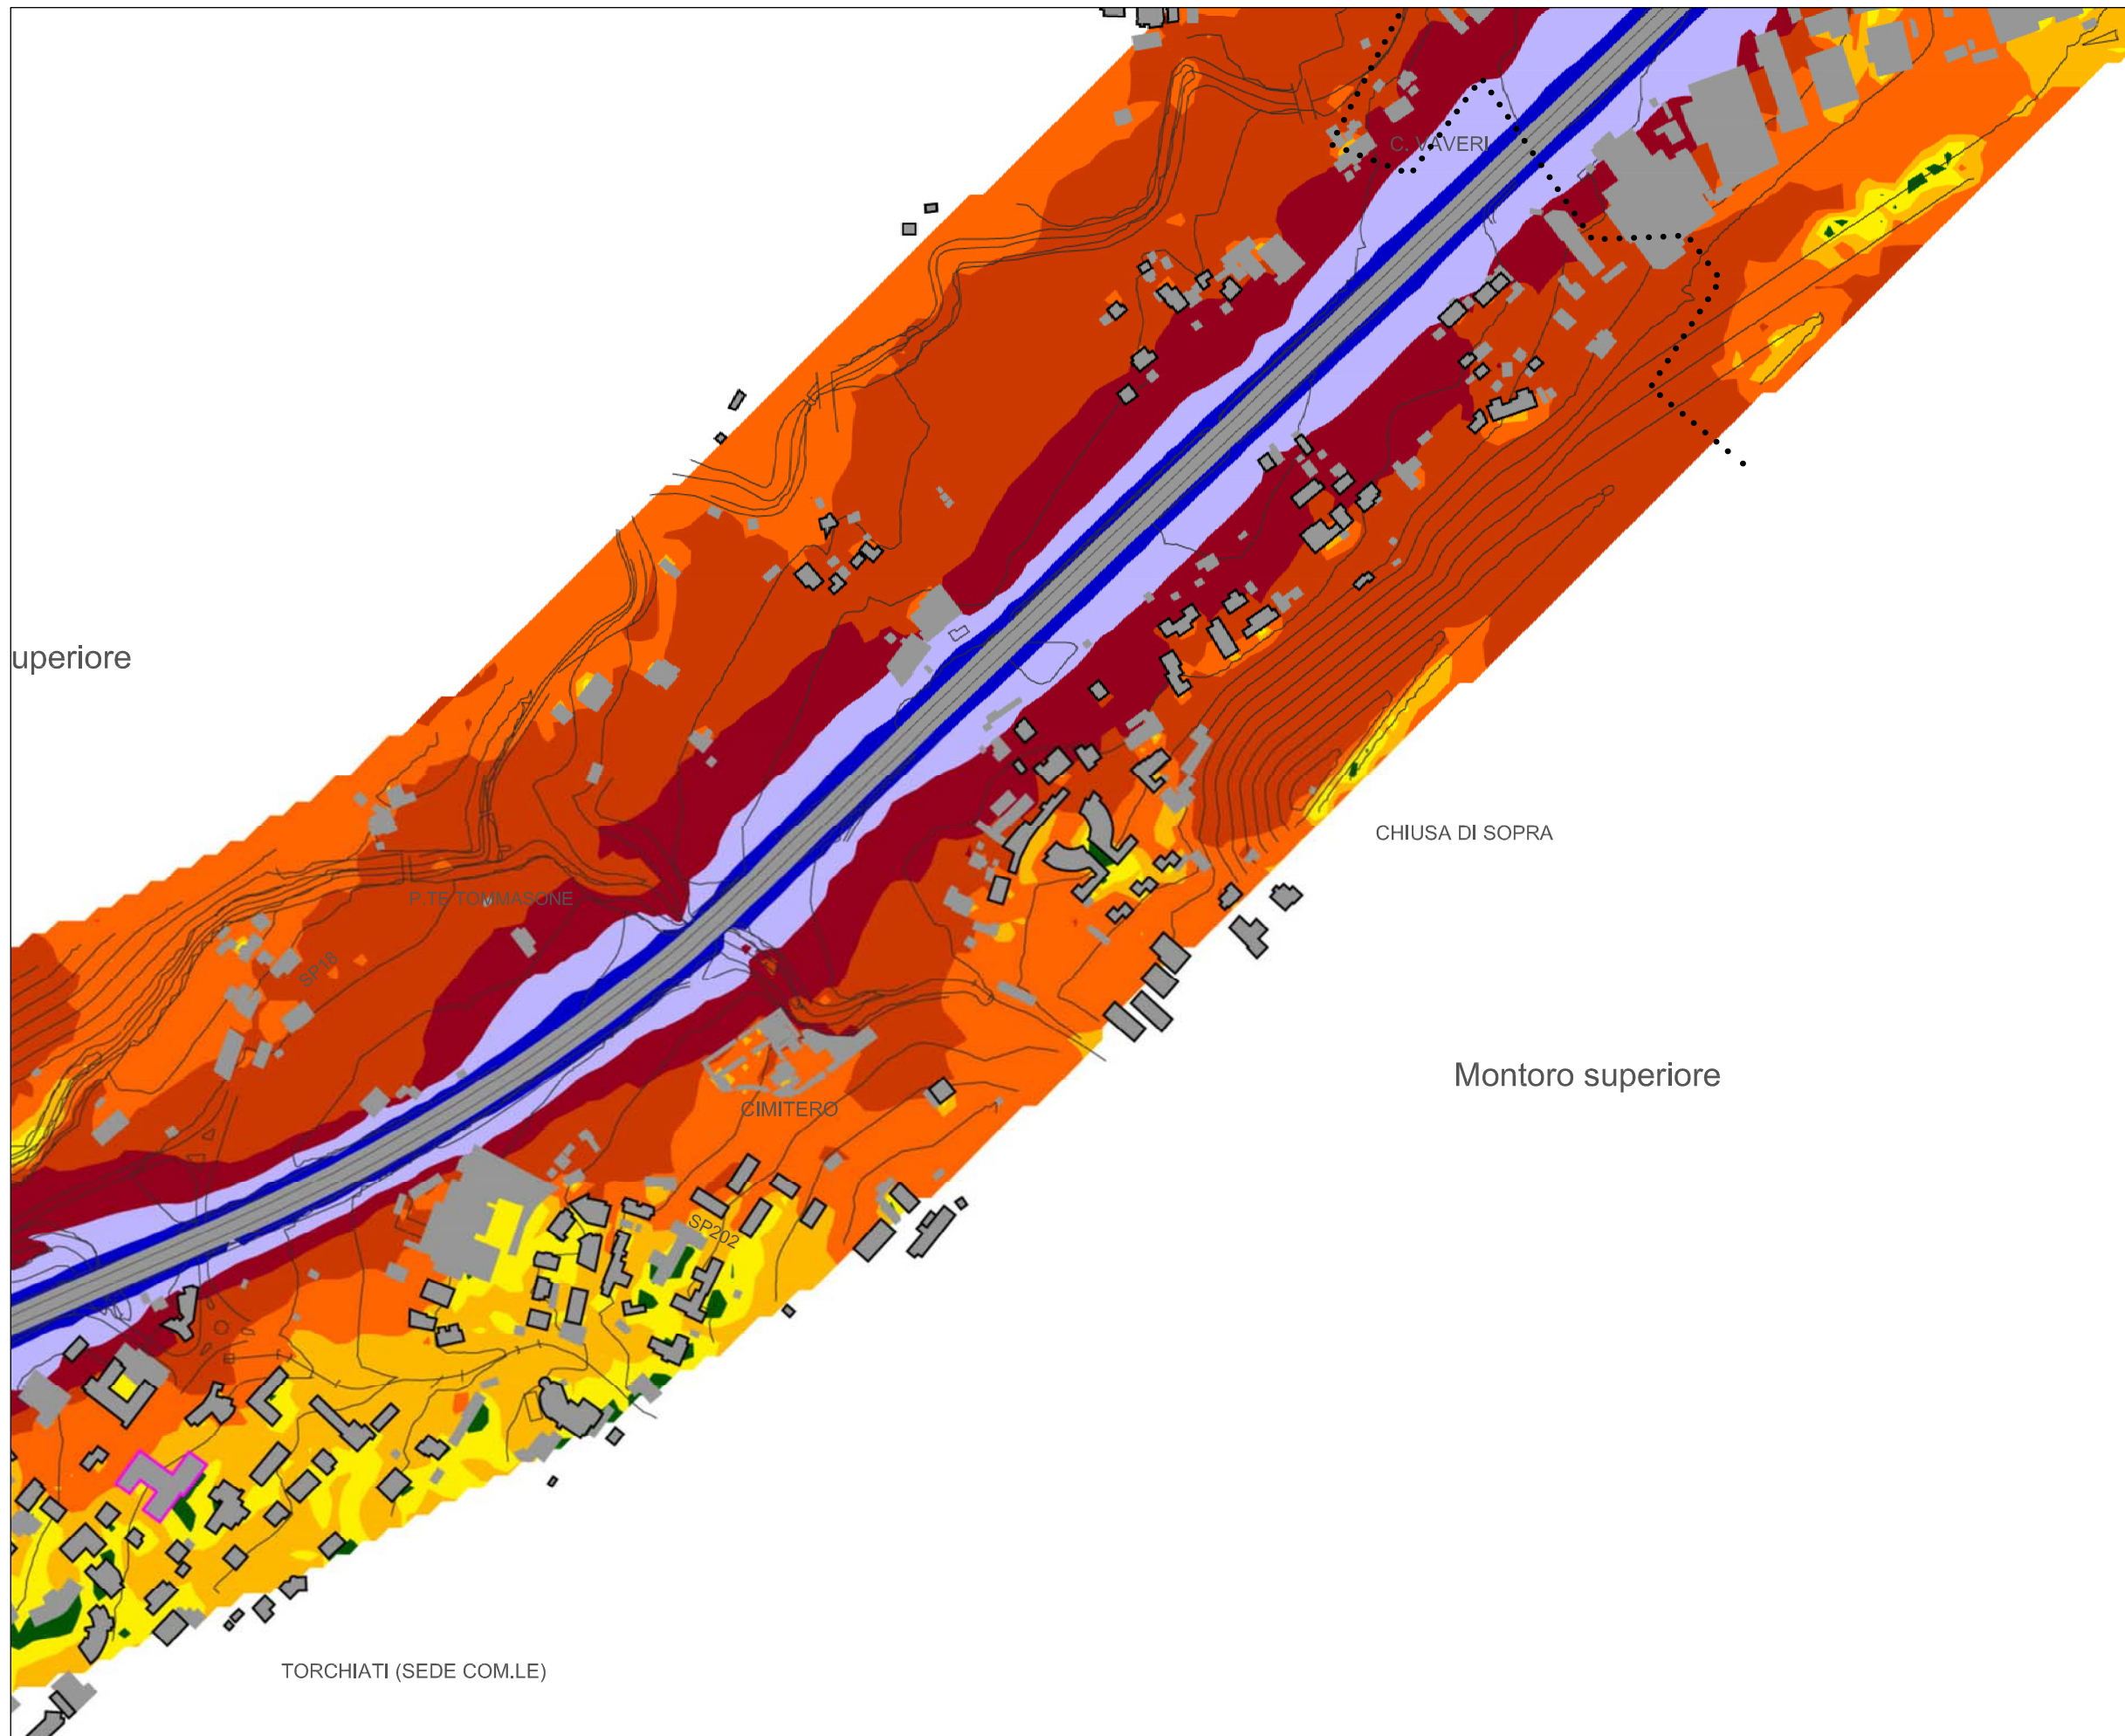 C. VAVERI
uperiore
CHIUSA DI SOPRA
P.TE TOMMASONE
SP18
Montoro superiore
CIMITERO
SP202
TORCHIATI (SEDE COM.LE)